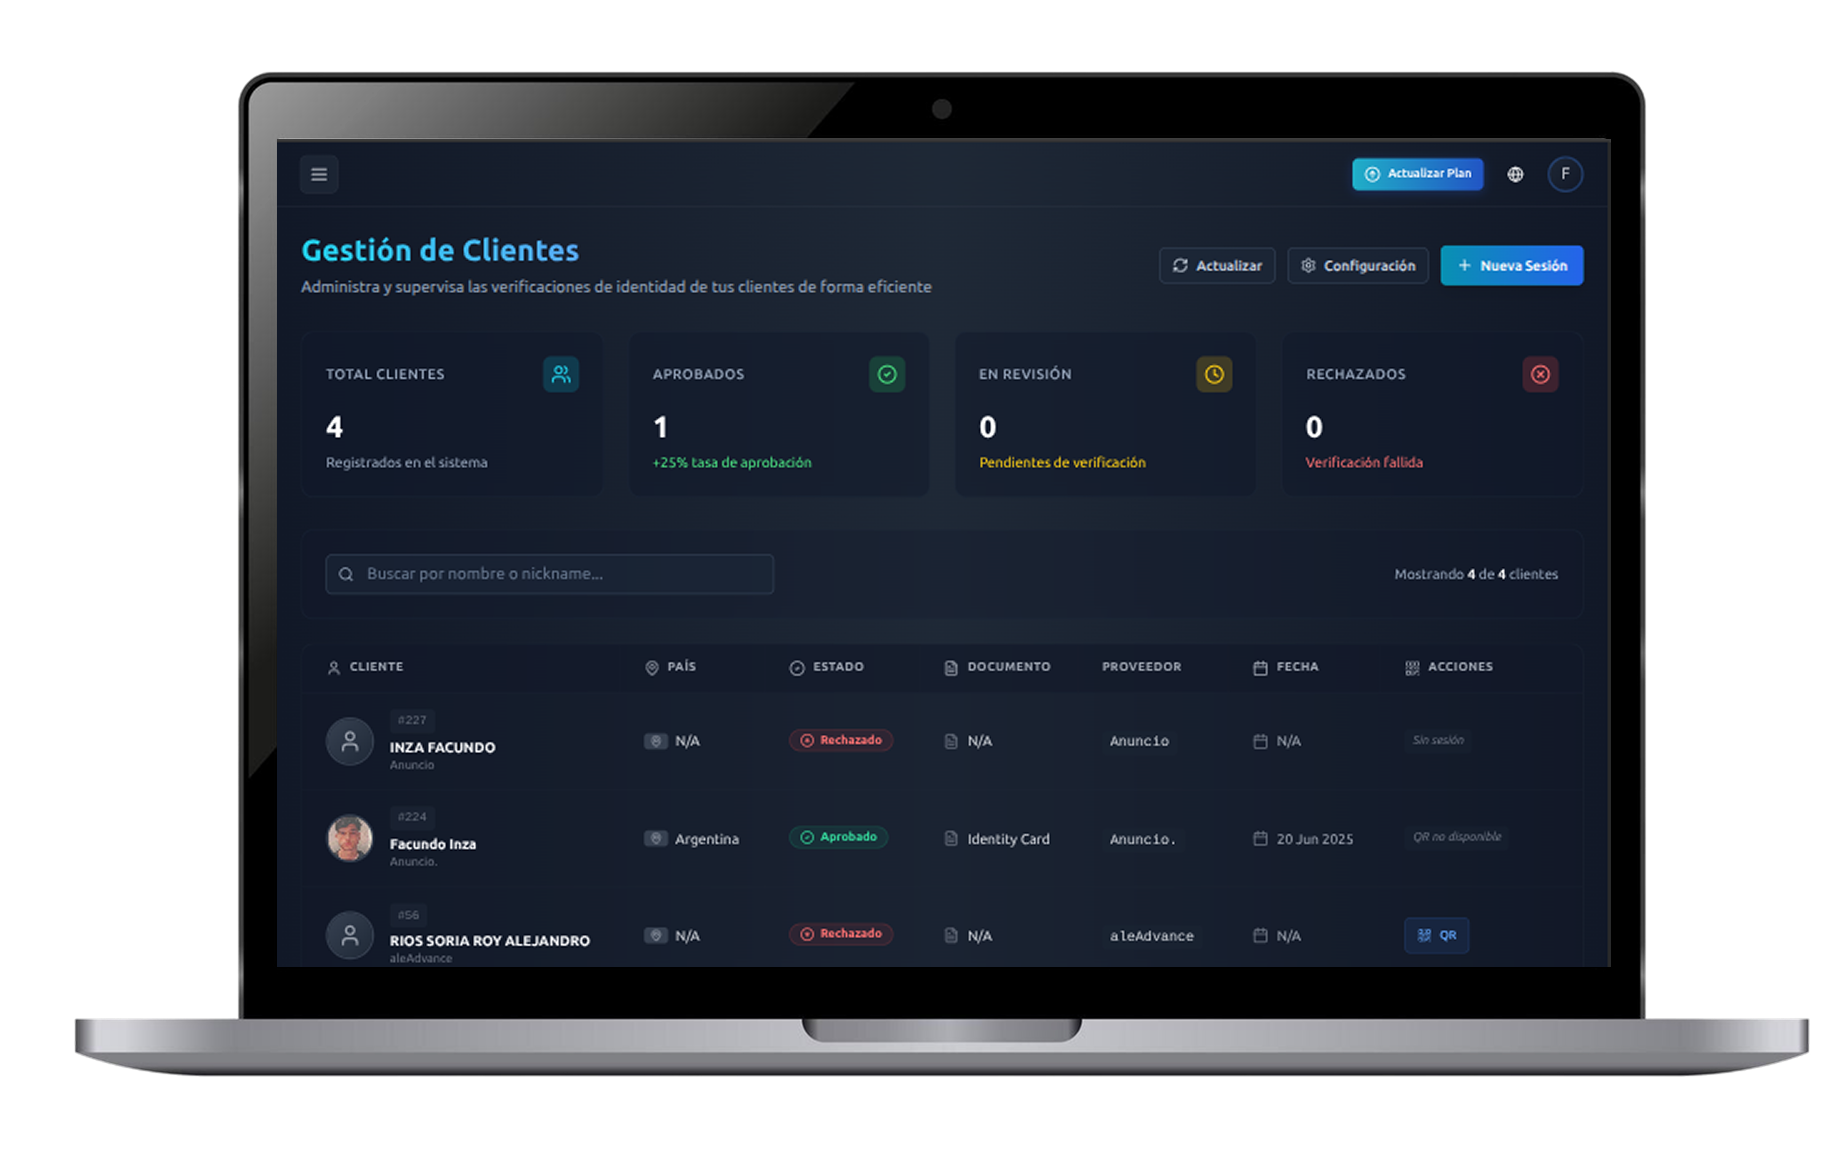 Actualizar Plan
F
Gestión de Clientes
Administra y supervisa las verificaciones de identidad de tus clientes de forma eficiente
Actualizar
Configuración
+ Nueva Sesión
TOTAL CLIENTES
4
Registrados en el sistema
APROBADOS
1
+25% tasa de aprobación
EN REVISIÓN
0
Pendientes de verificación
RECHAZADOS
0
Verificación fallida
Buscar por nombre o nickname...
Mostrando 4 de 4 clientes
CLIENTE PAÍS ESTADO DOCUMENTO PROVEEDOR FECHA ACCIONES
#227
INZA FACUNDO
Anuncio
N/A Rechazado N/A Anuncio N/A Sin sesión
#224
Facundo Inza
Anuncio.
Argentina Aprobado Identity Card Anuncio. 20 Jun 2025 QR no disponible
#56
RIOS SORIA ROY ALEJANDRO
aleAdvance
N/A Rechazado N/A aleAdvance N/A QR